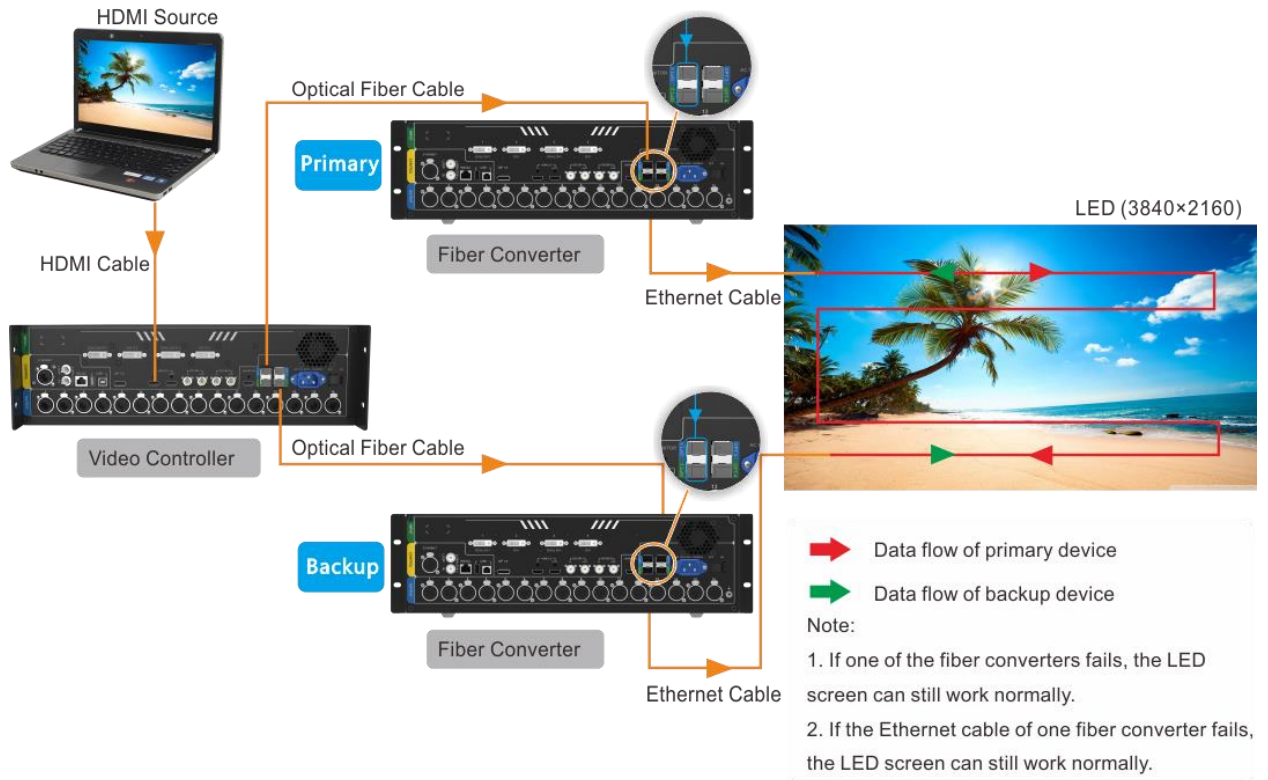 HDMI Source
Optical Fiber Cable
Primary
Fiber Converter
LED (3840×2160)
HDMI Cable
Ethernet Cable
Optical Fiber Cable
Video Controller
Backup
Fiber Converter
Ethernet Cable
Data flow of primary device
Data flow of backup device
Note:
1. If one of the fiber converters fails, the LED
screen can still work normally.
2. If the Ethernet cable of one fiber converter fails,
the LED screen can still work normally.